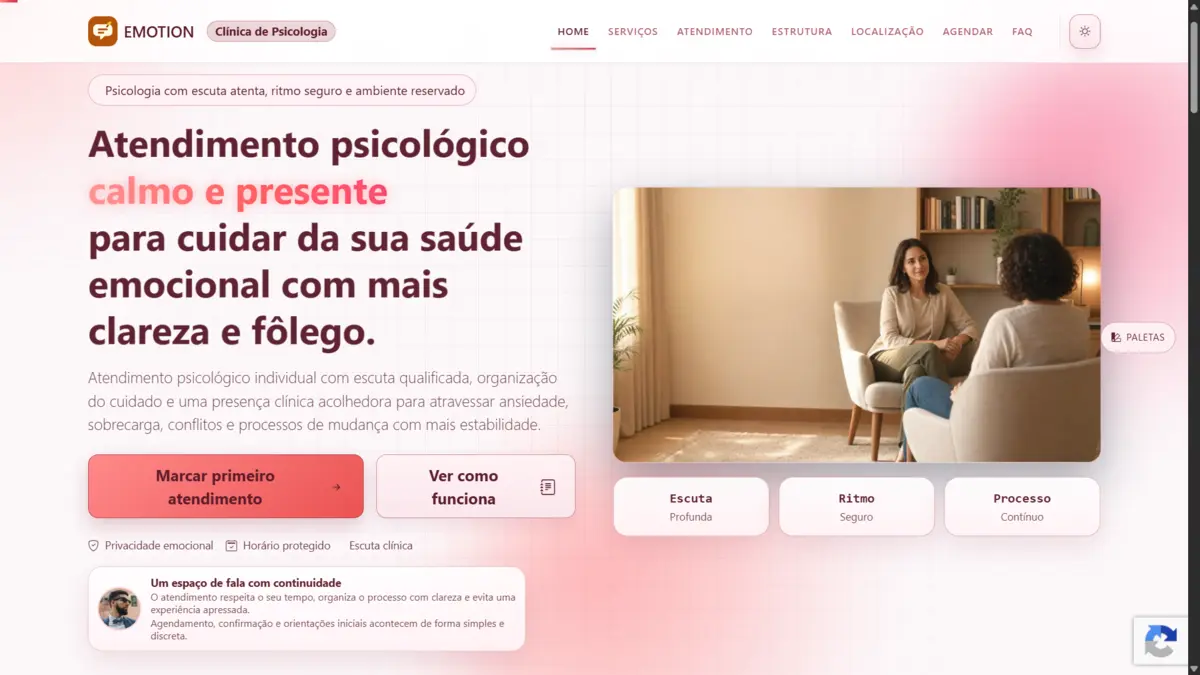 EMOTION
Clínica de Psicologia
HOME
SERVIÇOS
ATENDIMENTO
ESTRUTURA
LOCALIZAÇÃO
AGENDAR
FAQ
Psicologia com escuta atenta, ritmo seguro e ambiente reservado
Atendimento psicológico
calmo e presente
para cuidar da sua saúde
emocional com mais
clareza e fôlego.
Atendimento psicológico individual com escuta qualificada, organização
do cuidado e uma presença clínica acolhedora para atravessar ansiedade,
sobrecarga, conflitos e processos de mudança com mais estabilidade.
Marcar primeiro
atendimento
Ver como
funciona
Privacidade emocional
Horário protegido
Escuta clínica
Um espaço de fala com continuidade
O atendimento respeita o seu tempo, organiza o processo com clareza e evita uma
experiência apressada.
Agendamento, confirmação e orientações iniciais acontecem de forma simples e
discreta.
Escuta
Profunda
Ritmo
Seguro
Processo
Contínuo
PALETAS